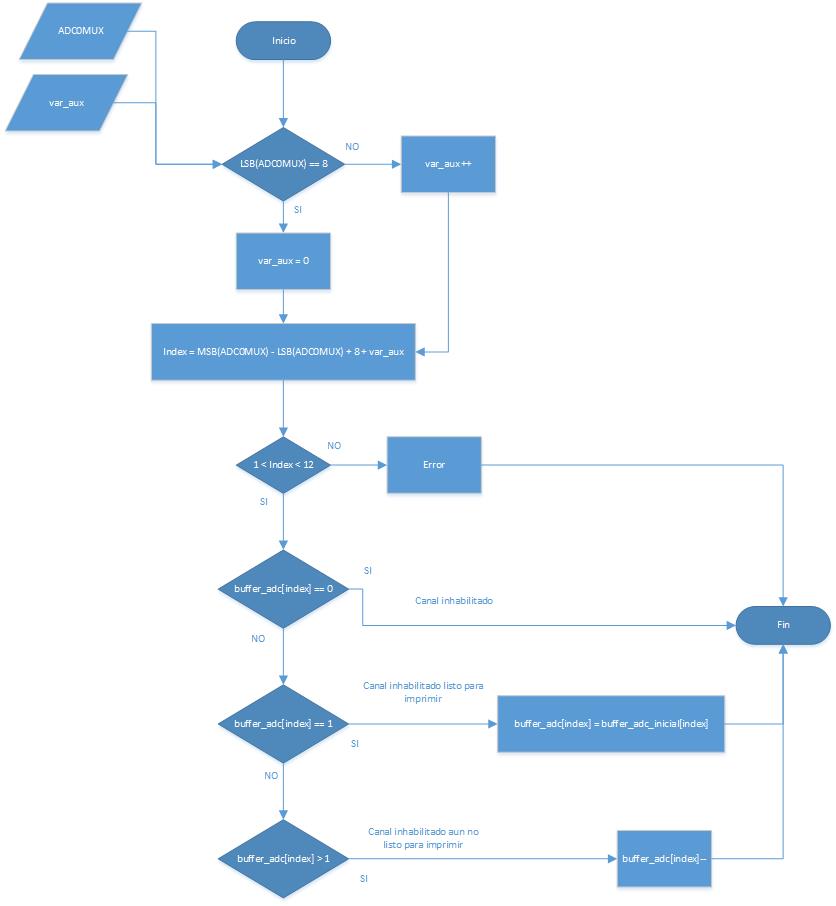 ADC0MUX
Inicio
var_aux
LSB(ADC0MUX) == 8
NO
var_aux++
SI
var_aux = 0
Index = MSB(ADC0MUX) - LSB(ADC0MUX) + 8+ var_aux
1 < Index < 12
NO
Error
SI
buffer_adc[index] == 0
SI
Canal inhabilitado
Fin
NO
buffer_adc[index] == 1
Canal inhabilitado listo para
imprimir
SI
buffer_adc[index] = buffer_adc_inicial[index]
NO
buffer_adc[index] > 1
Canal inhabilitado aun no
listo para imprimir
SI
buffer_adc[index]--